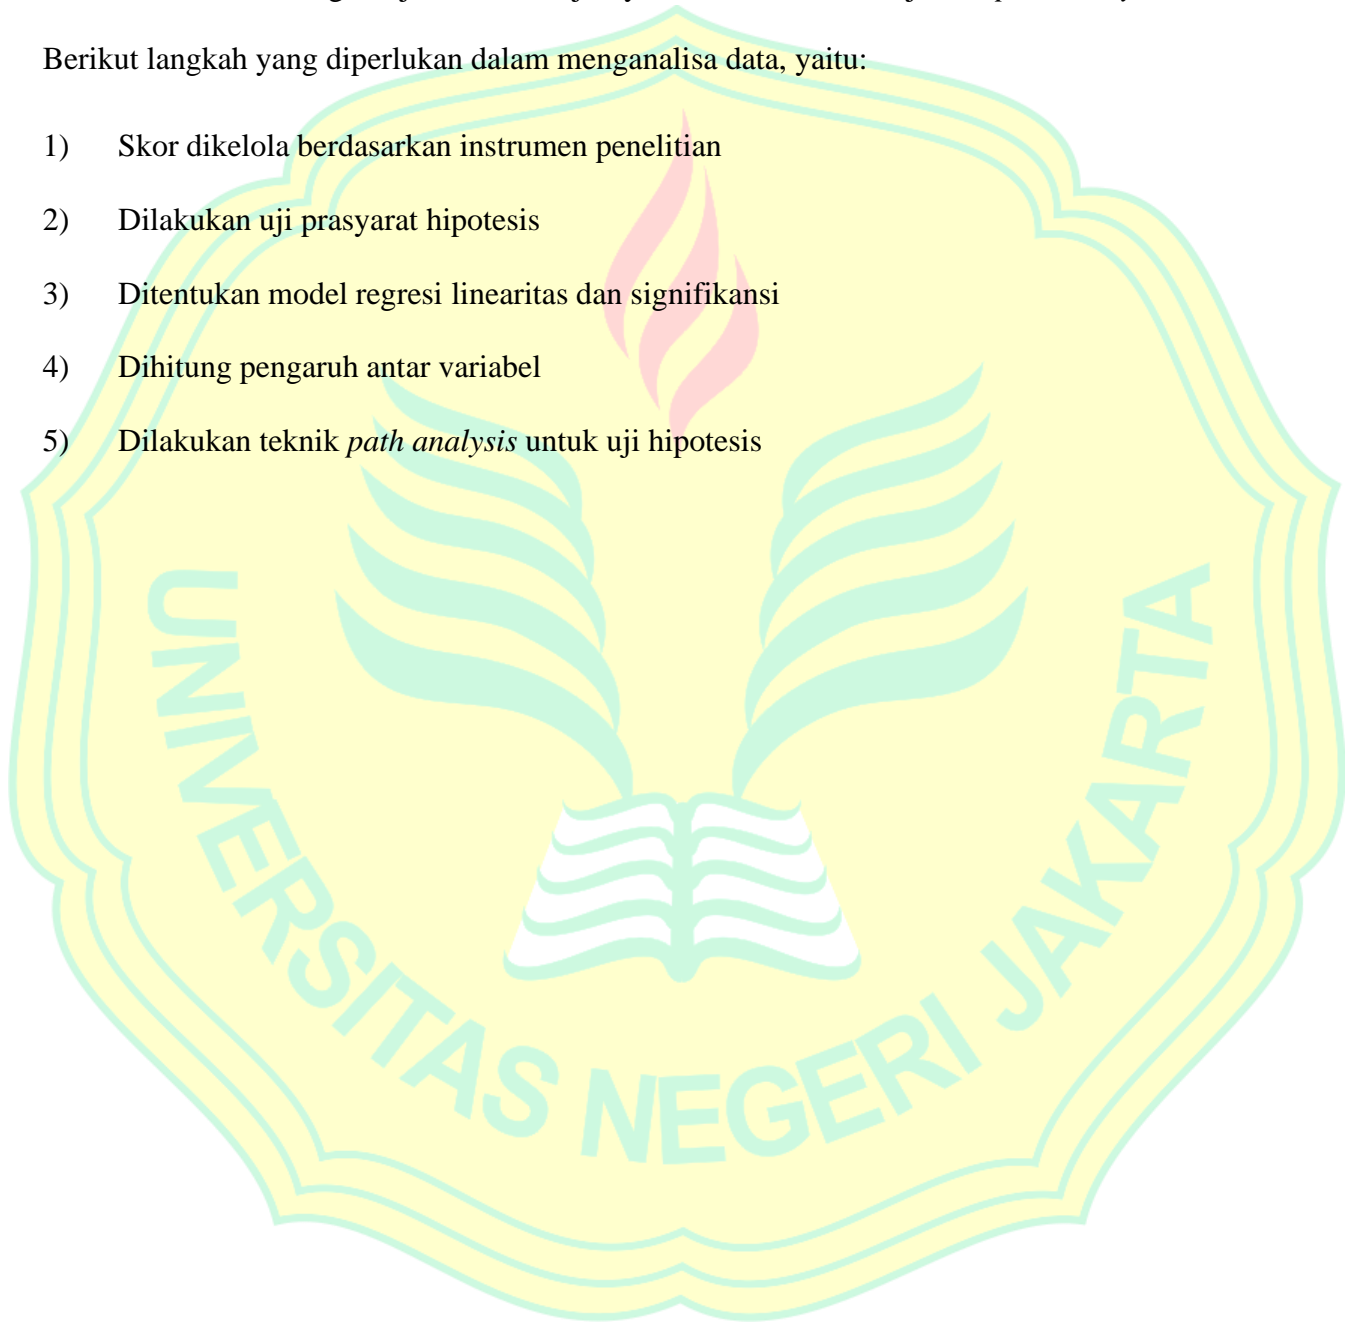 Berikut langkah yang diperlukan dalam menganalisa data, yaitu:
1) Skor dikelola berdasarkan instrumen penelitian
2) Dilakukan uji prasyarat hipotesis
3) Ditentukan model regresi linearitas dan signifikansi
4) Dihitung pengaruh antar variabel
5) Dilakukan teknik path analysis untuk uji hipotesis
UNIVERSITAS NEGERI JAKARTA